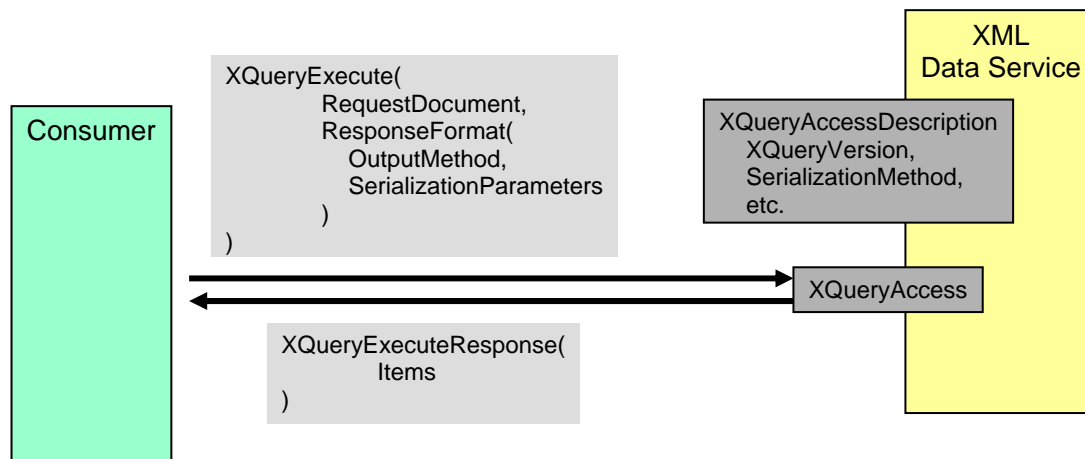 XML
Data Service
XQueryExecute(
RequestDocument,
ResponseFormat(
OutputMethod,
SerializationParameters
)
)
Consumer
XQueryAccessDescription
XQueryVersion,
SerializationMethod,
etc.
XQueryAccess
XQueryExecuteResponse(
Items
)